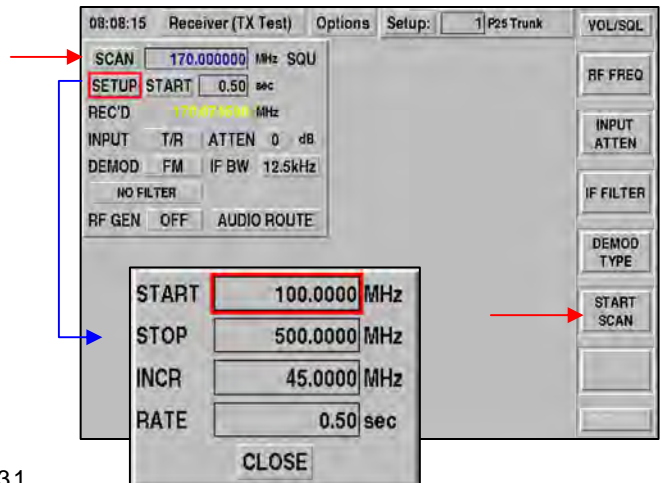 08:08:15 Receiver (TX Test) Options Setup: 1 P25 Trunk VOL/SQL
SCAN 170.000000 MHz SQU
SETUP START 0.50 sec
REC'D MHz
INPUT T/R ATTEN 0 dB
DEMOD FM IF BW 12.5kHz
NO FILTER
RF GEN OFF AUDIO ROUTE
RF FREQ
INPUT
ATTEN
IF FILTER
DEMOD
TYPE
START
SCAN
START 100.0000 MHz
STOP 500.0000 MHz
INCR 45.0000 MHz
RATE 0.50 sec
CLOSE